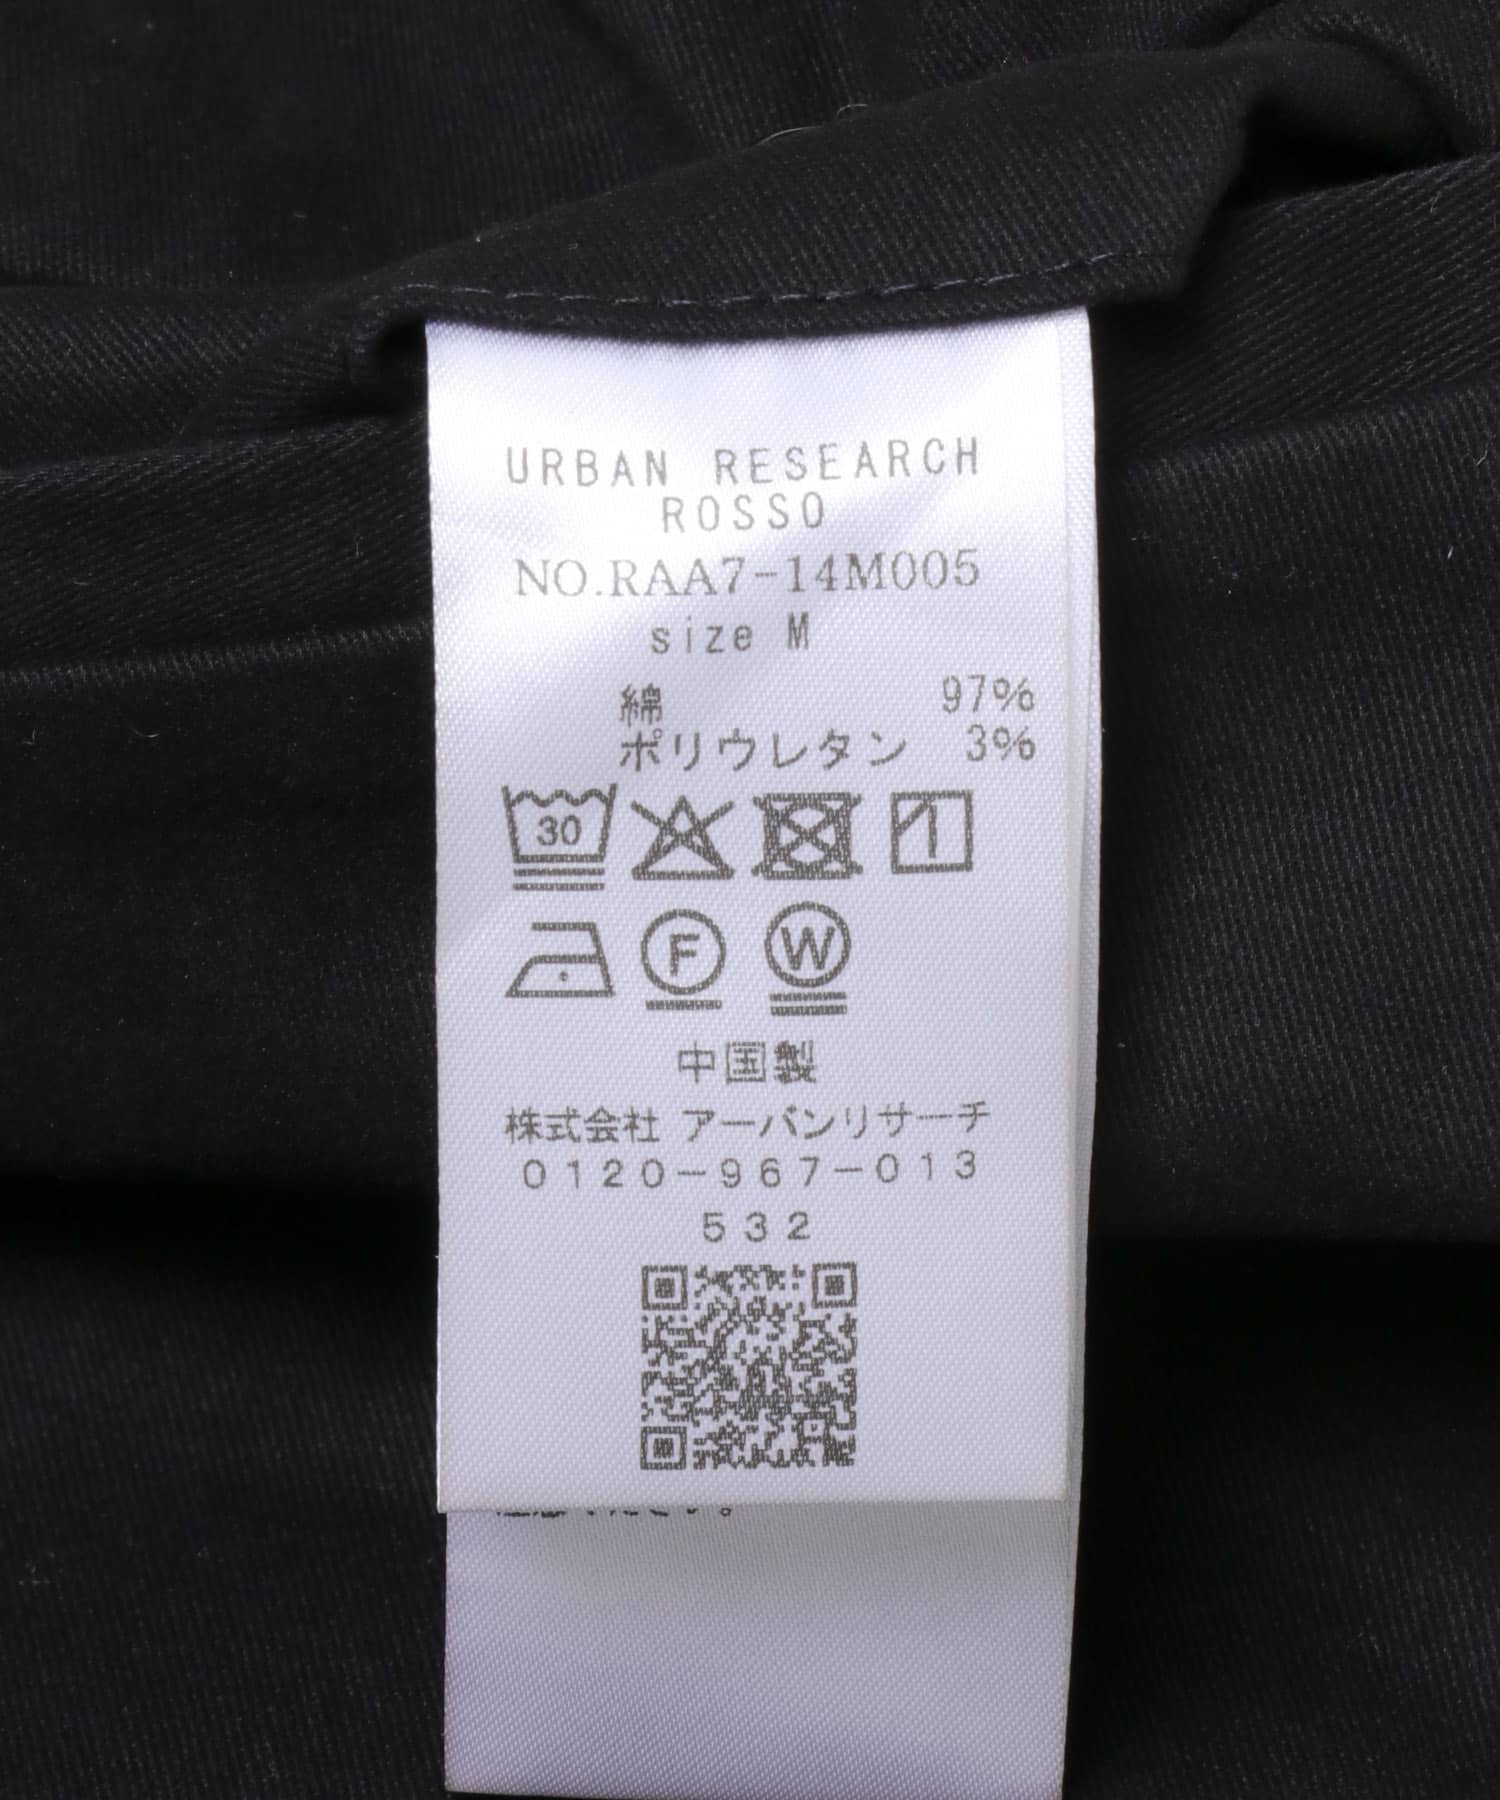 URBAN RESEARCH
ROSSO
NO.RAA7-14M005
size M
綿 97%
ポリウレタン 3%
30
F W
中国製
株式会社 アーバンリサーチ
0120-967-013
532